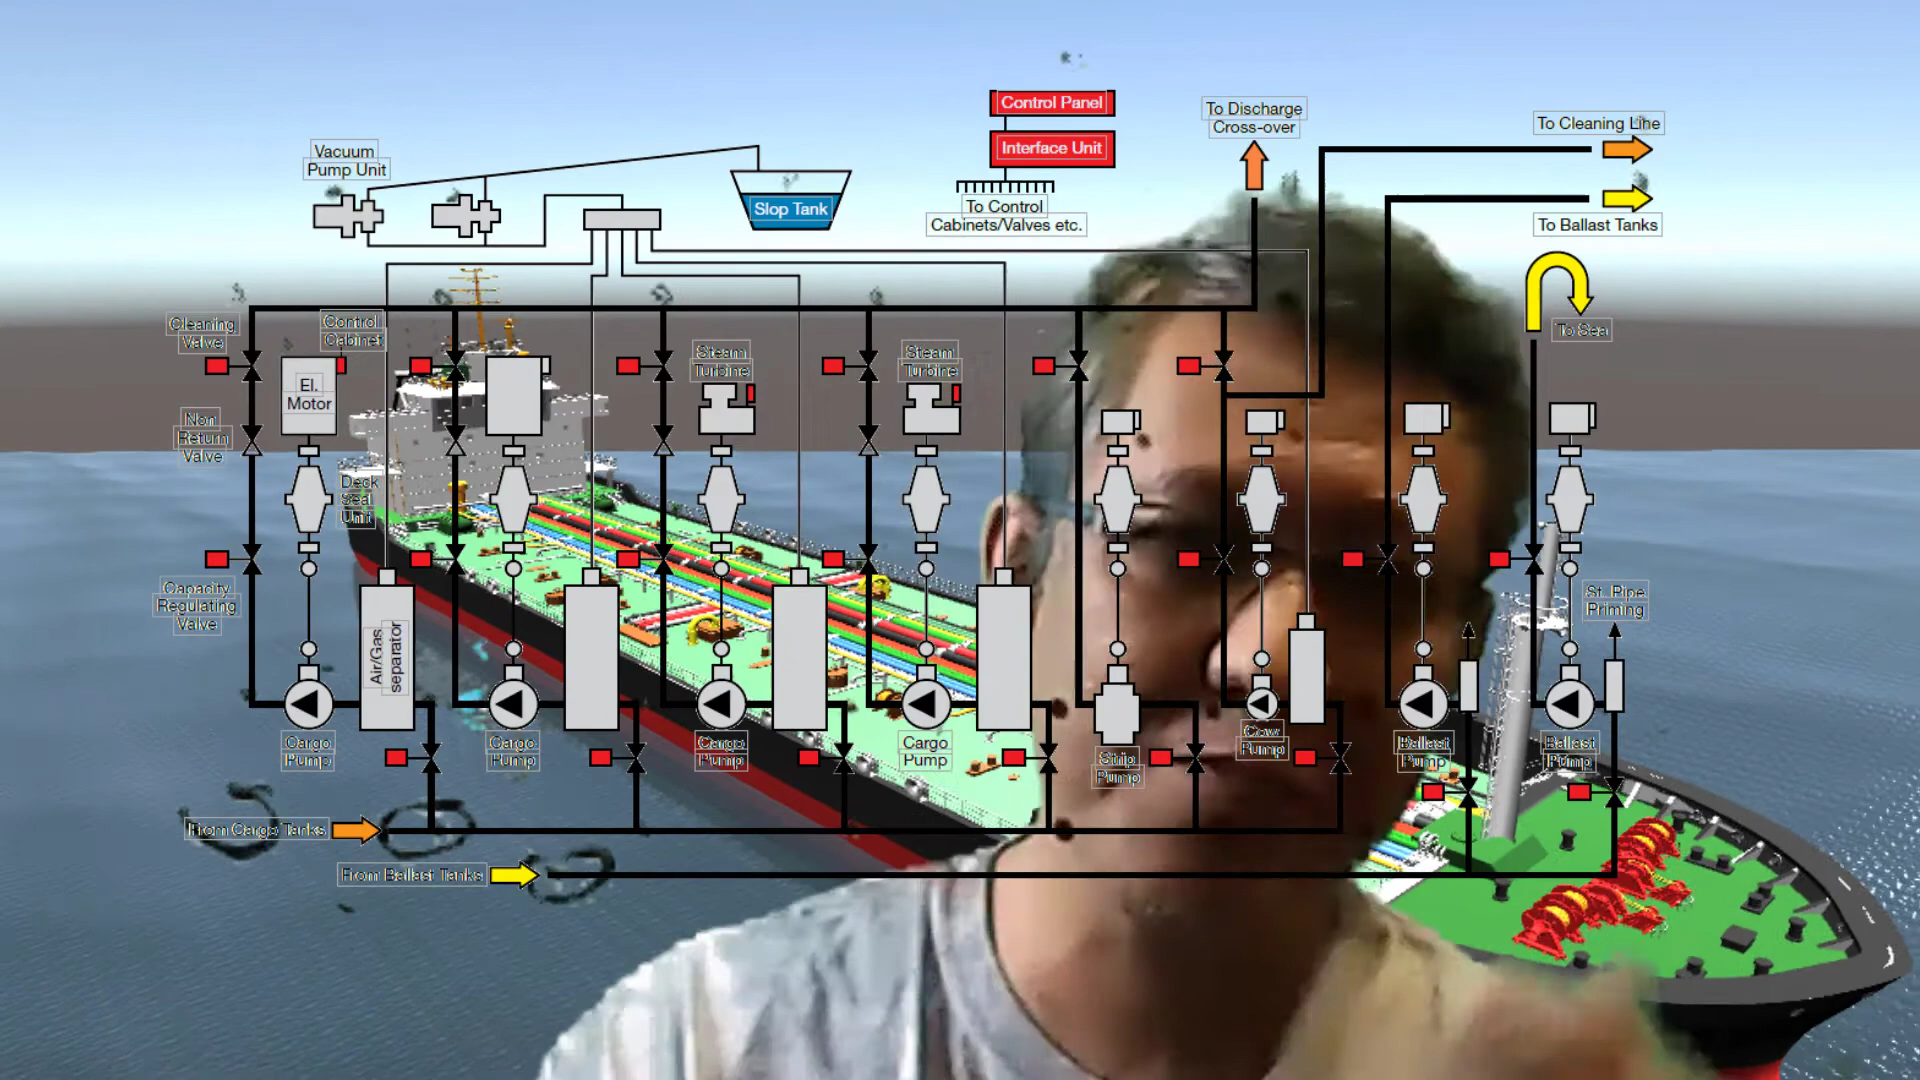 Control Panel
To Discharge
Cross-over
To Cleaning Line
Vacuum
Pump Unit
Interface Unit
Slop Tank
To Control
Cabinets/Valves etc.
To Ballast Tanks
Cleaning
Valve
Control
Cabinet
To Sea
Steam
Turbine
Steam
Turbine
El.
Motor
Non
Return
Valve
Deck
Seal
Unit
Capacity
Regulating
Valve
St. Pipe
Priming
Air/Gas
separator
Cargo
Pump
Cargo
Pump
Cargo
Pump
Cargo
Pump
Strip
Pump
Cow
Pump
Ballast
Pump
Ballast
Pump
From Cargo Tanks
From Ballast Tanks